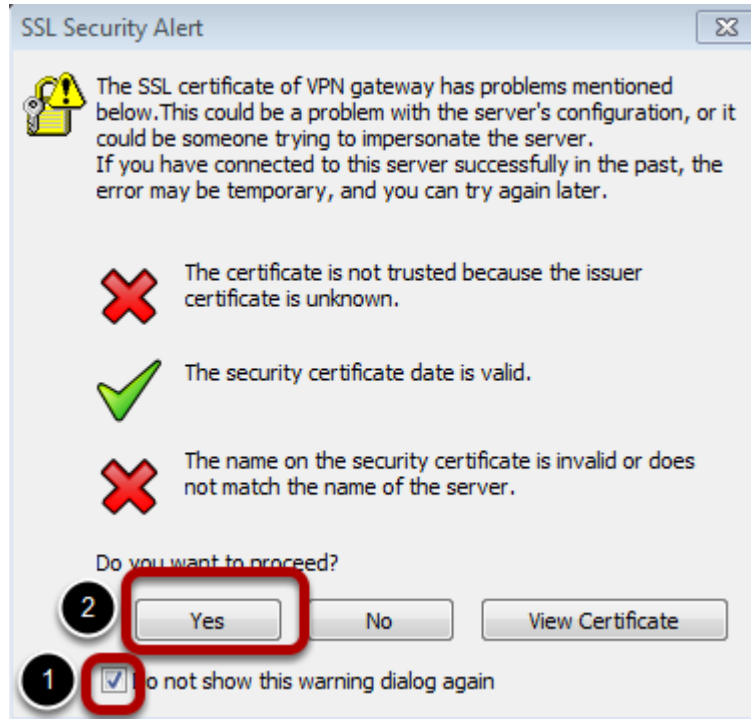 SSL Security Alert
The SSL certificate of VPN gateway has problems mentioned
below.This could be a problem with the server's configuration, or it
could be someone trying to impersonate the server.
If you have connected to this server successfully in the past, the
error may be temporary, and you can try again later.
The certificate is not trusted because the issuer
certificate is unknown.
The security certificate date is valid.
The name on the security certificate is invalid or does
not match the name of the server.
Do you want to proceed?
2 Yes No View Certificate
1 Do not show this warning dialog again